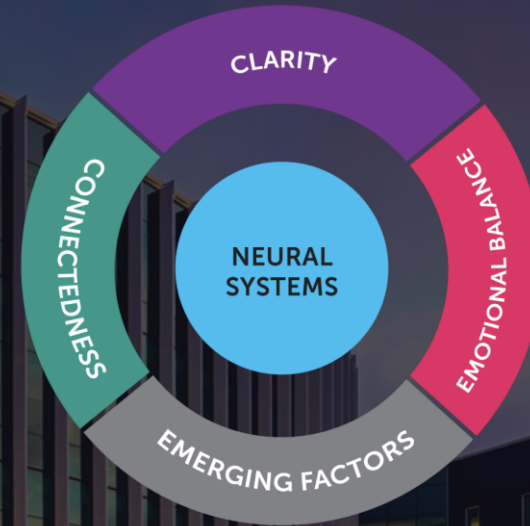 CLARITY
CONNECTEDNESS
NEURAL
SYSTEMS
EMOTIONAL BALANCE
EMERGING FACTORS